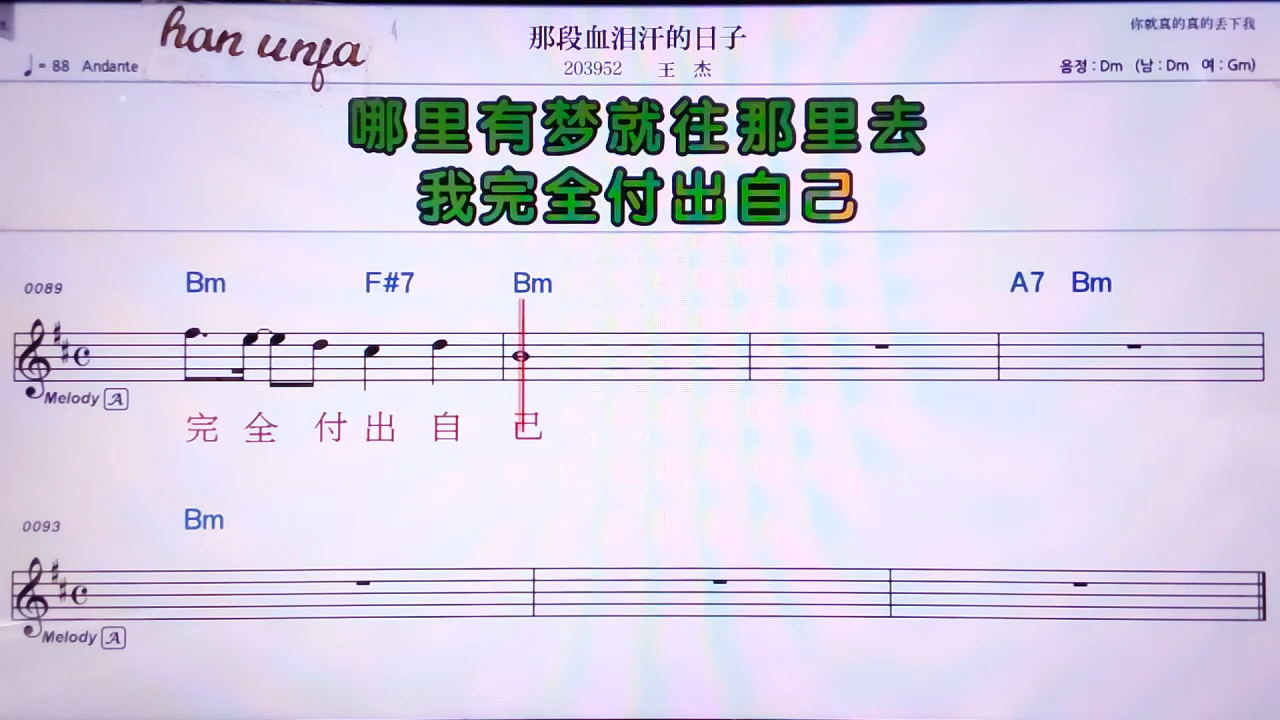 han unfa
那段血泪汗的日子
你就真的真的丢下我
♩= 88 Andante
203952 王 杰
음정 : Dm (남 : Dm 여 : Gm)
哪里有梦就往那里去
我完全付出自己
0089 Bm F#7 Bm A7 Bm
Melody A
完 全 付 出 自 己
0093 Bm
Melody A